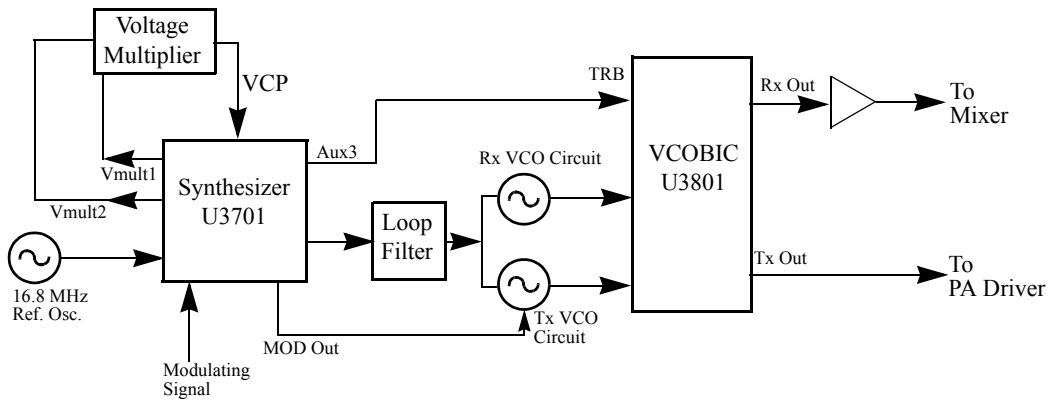 Voltage
Multiplier
VCP
TRB
Rx Out
To
Mixer
Aux3
Rx VCO Circuit
VCOBIC
U3801
Vmult1
Synthesizer
U3701
Vmult2
Loop
Filter
16.8 MHz
Ref. Osc.
Tx Out
To
PA Driver
Tx VCO
Circuit
MOD Out
Modulating
Signal